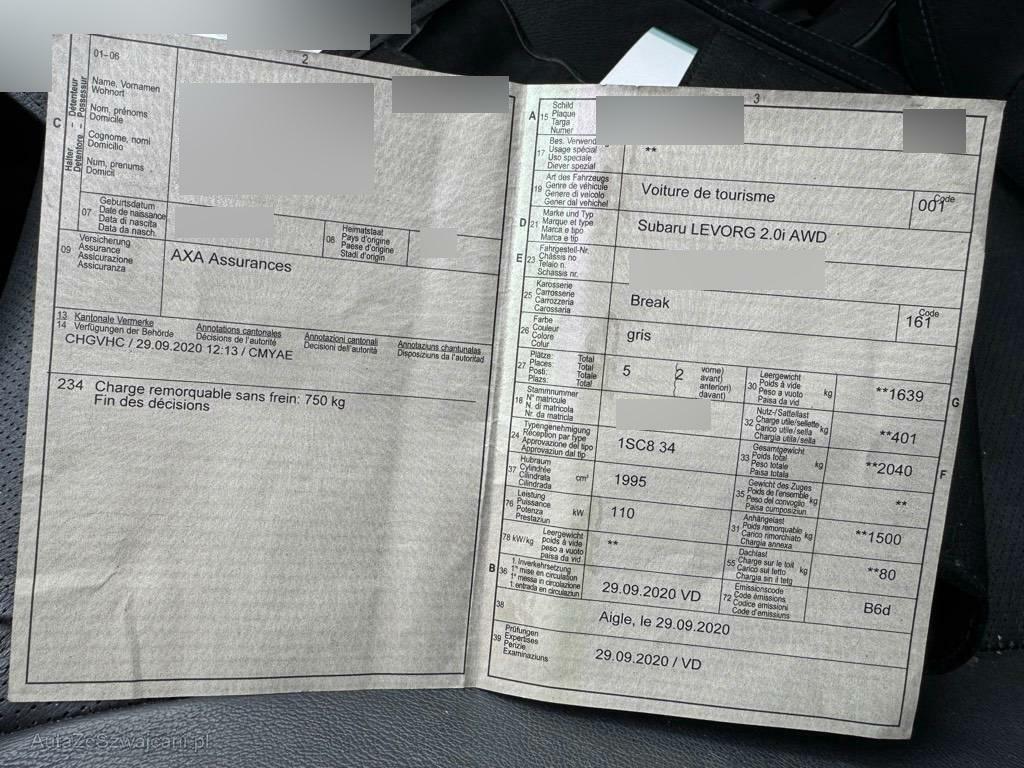 01-06
2
C
Halter - Détenteur
Detentore - Possessur
Name, Vornamen
Wohnort
Nom, prénoms
Domicile
Cognome, nomi
Domicilio
Num, prenums
Domicil
07
Geburtsdatum
Date de naissance
Data di nascita
Data da nasch.
08
Heimatstaat
Pays d'origine
Paese d'origine
Stadi d'origin
09
Versicherung
Assurance
Assicurazione
Assicuranza
AXA Assurances
13 Kantonale Vermerke
14 Verfügungen der Behörde
Annotations cantonales
Décisions de l'autorité
Annotazioni cantonali
Decisioni dell'autorità
Annotaziuns chantunalas
Disposiziuns da l'autoritad
CHGVHC / 29.09.2020 12:13 / CMYAE
234 Charge remorquable sans frein: 750 kg
Fin des décisions
3
A 15
Schild
Plaque
Targa
Numer
17
Bes. Verwend
Usage spécial
Uso speciale
Diever spezial
**
19
Art des Fahrzeugs
Genre de véhicule
Genere di veicolo
Gener dal vehichel
Voiture de tourisme
Code
001
D 21
Marke und Typ
Marque et type
Marca e tipo
Marca e tip
Subaru LEVORG 2.0i AWD
E 23
Fahrgestell-Nr.
Châssis no
Telaio n.
Schassis nr.
25
Karosserie
Carrosserie
Carrozzeria
Carossaria
Break
Code
161
26
Farbe
Couleur
Colore
Colur
gris
27
Plätze: Total
Places: Total
Posti: Totale
Plazs: Total
5
2
vorne)
avant)
anteriori)
davant)
30
Leergewicht
Poids à vide
Peso a vuoto
Paisa da vid
kg
**1639
G
18
Stammnummer
N° matricule
N. di matricola
Nr. da matricla
32
Nutz-/Sattellast
Charge utile/sellette
Carico utile/sella
Chargia utila/sella
kg
**401
24
Typengenehmigung
Réception par type
Approvazione del tipo
Approvaziun dal tip
1SC8 34
33
Gesamtgewicht
Poids total
Peso totale
Paisa totala
kg
**2040
F
37
Hubraum
Cylindrée
Cilindrata
Cilindrada
cm³
1995
35
Gewicht des Zuges
Poids de l'ensemble
Peso del convoglio
Paisa cumposiziun
kg
**
76
Leistung
Puissance
Potenza
Prestaziun
kW
110
31
Anhängelast
Poids remorquable
Carico rimorchiato
Chargia annexa
kg
**1500
78 kW/kg
Leergewicht
poids à vide
peso a vuoto
paisa da vid
**
55
Dachlast
Charge sur le toit
Carico sul tetto
Chargia sin il tetg
kg
**80
B 36
1. Inverkehrsetzung
1re mise en circulation
1a messa in circolazione
1. entrada en circulaziun
29.09.2020 VD
72
Emissionscode
Code émissions
Codice emissioni
Code d'emissiuns
B6d
38
Aigle, le 29.09.2020
39
Prüfungen
Expertises
Perizie
Examinaziuns
29.09.2020 / VD
AutaZeSzwajcarii.pl